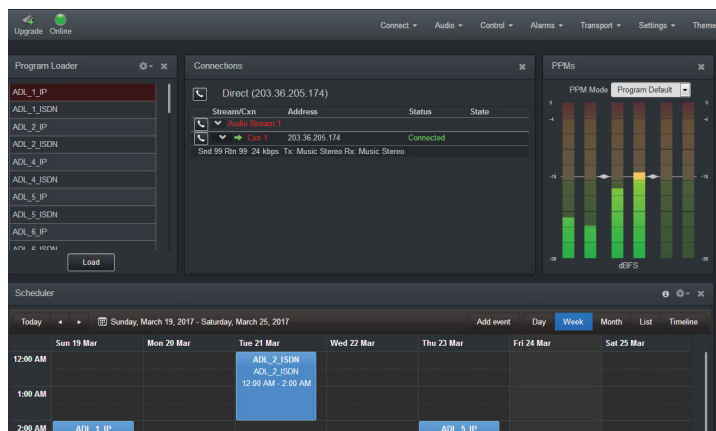 Upgrade Online
Connect Audio Control Alarms Transport Settings Theme
Program Loader
ADL_1_IP
ADL_1_ISDN
ADL_2_IP
ADL_2_ISDN
ADL_4_IP
ADL_4_ISDN
ADL_5_IP
ADL_5_ISDN
ADL_6_IP
ADL_6_ISDN
Load
Connections
Direct (203.36.205.174)
Stream/Cxn Address Status State
Audio Stream 1
Cxn 1 203.36.205.174 Connected
Snd 99 Rtn 99 24 kbps Tx: Music Stereo Rx: Music Stereo
PPMs
PPM Mode Program Default
0 0
-4 -4
-18 -18
-38 -38
dBFS
Scheduler
Today Sunday, March 19, 2017 - Saturday, March 25, 2017 Add event Day Week Month List Timeline
Sun 19 Mar Mon 20 Mar Tue 21 Mar Wed 22 Mar Thu 23 Mar Fri 24 Mar Sat 25 Mar
12:00 AM
ADL_2_ISDN
ADL_2_ISDN
12:00 AM - 2:00 AM
1:00 AM
2:00 AM ADL_1_IP ADL_5_IP